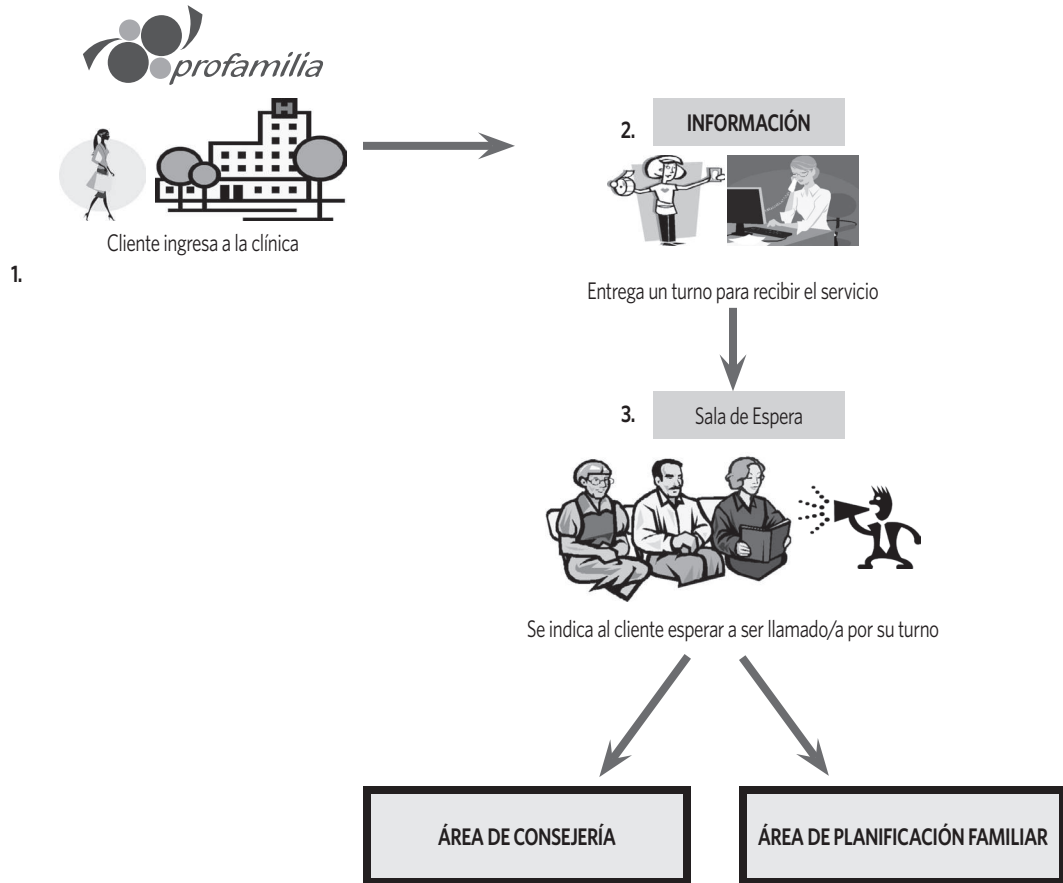 profamilia
H
Cliente ingresa a la clínica
1.
2.
INFORMACIÓN
Entrega un turno para recibir el servicio
3.
Sala de Espera
Se indica al cliente esperar a ser llamado/a por su turno
ÁREA DE CONSEJERÍA
ÁREA DE PLANIFICACIÓN FAMILIAR